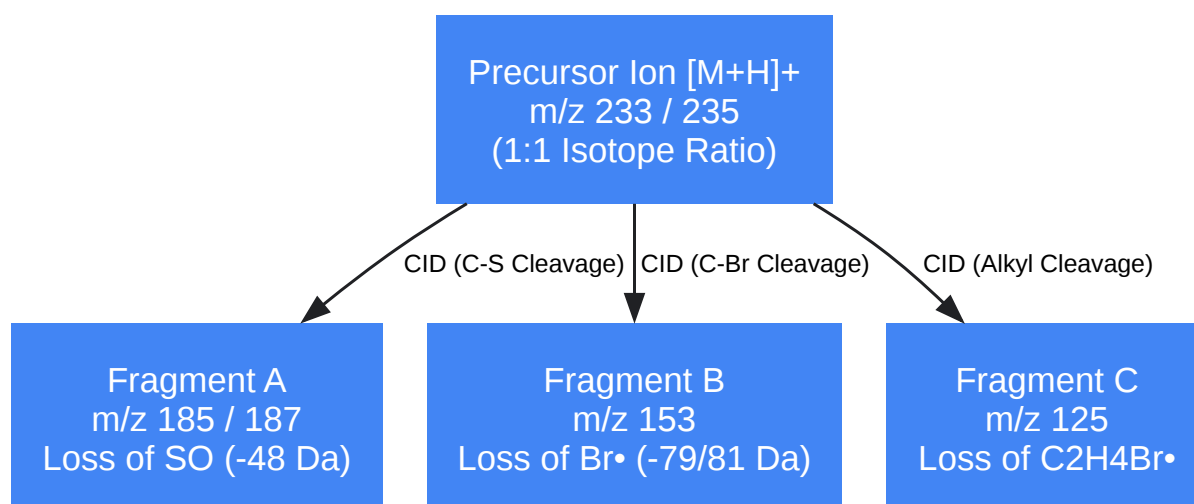 Precursor Ion [M+H]+
m/z 233 / 235
(1:1 Isotope Ratio)
CID (C-S Cleavage)
CID (C-Br Cleavage)
CID (Alkyl Cleavage)
Fragment A
m/z 185 / 187
Loss of SO (-48 Da)
Fragment B
m/z 153
Loss of Br• (-79/81 Da)
Fragment C
m/z 125
Loss of C2H4Br•